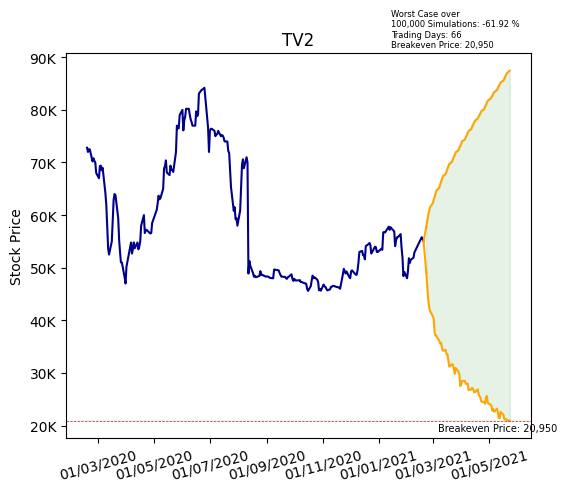 Worst Case over
100,000 Simulations: -61.92 %
Trading Days: 66
Breakeven Price: 20,950
TV2
Stock Price
90K
80K
70K
60K
50K
40K
30K
20K
Breakeven Price: 20,950
01/03/2020
01/05/2020
01/07/2020
01/09/2020
01/11/2020
01/01/2021
01/03/2021
01/05/2021